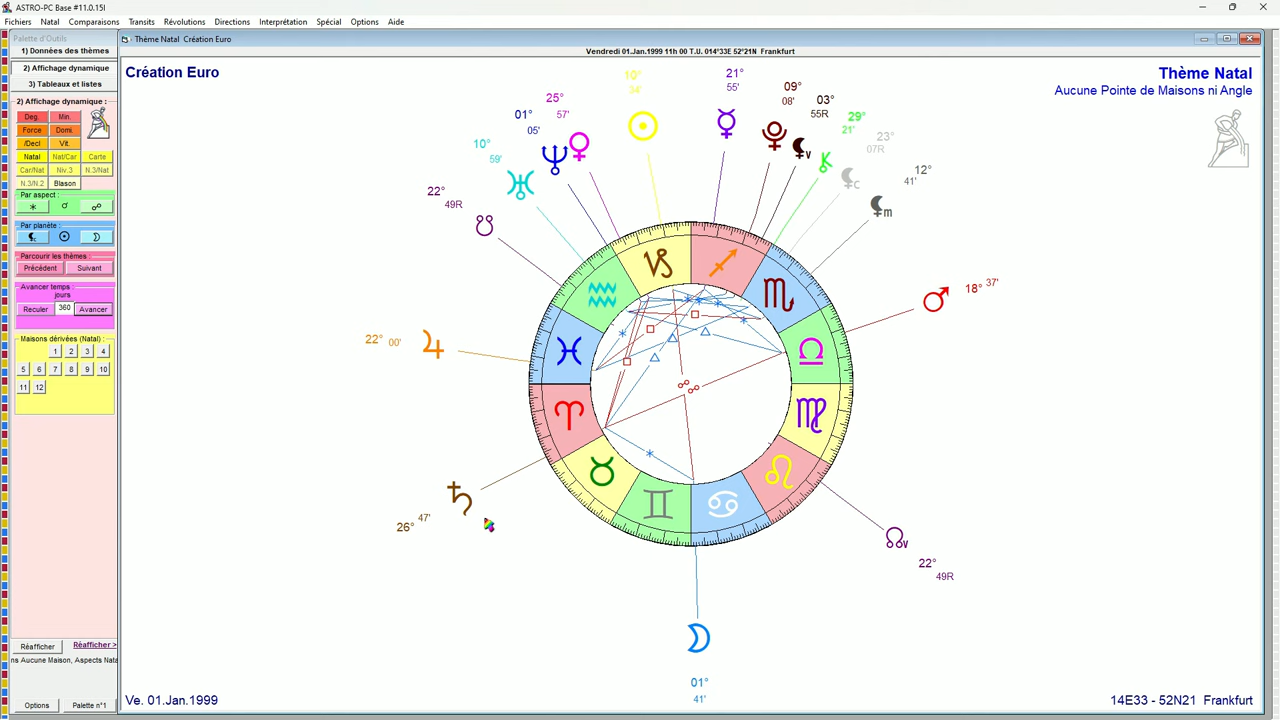 ASTRO-PC Base #11.0.15I
Fichiers Natal Comparaisons Transits Révolutions Directions Interprétation Spécial Options Aide
Palette d'Outils
1) Données des thèmes
2) Affichage dynamique
3) Tableaux et listes
2) Affichage dynamique :
Deg. Min.
Force Domi.
/Decl Vit.
Natal Nat/Car Carte
Car/Nat Niv.3 N.3/Nat
N.3/N.2 Blason
Par aspect :
Par planète :
Parcourir les thèmes
Précédent Suivant
Avancer temps :
jours
Reculer 360 Avancer
Maisons dérivées (Natal) :
1 2 3 4
5 6 7 8 9 10
11 12
Réafficher Réafficher >
ns Aucune Maison, Aspects Nata
Options Palette n°1
Thème Natal Création Euro
Vendredi 01.Jan.1999 11h 00 T.U. 014°33E 52°21N Frankfurt
Création Euro
Thème Natal
Aucune Pointe de Maisons ni Angle
10°
34'
21°
55'
09°
08'
03°
55R
29°
21'
23°
07R
12°
41'
25°
57'
01°
05'
10°
59'
22°
49R
V
c
m
18° 37'
22° 00'
26° 47'
V
22°
49R
01°
41'
Ve. 01.Jan.1999
14E33 - 52N21 Frankfurt